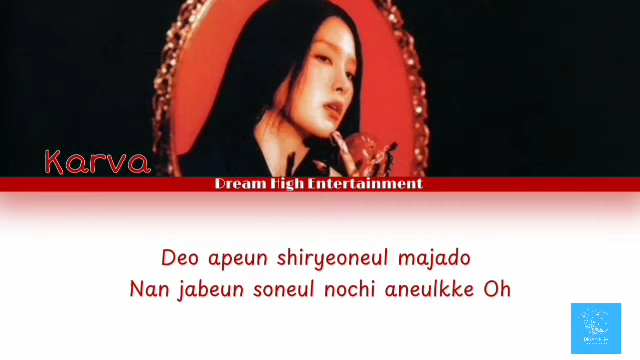 Karva
Dream High Entertainment
Deo apeun shiryeoneul majado
Nan jabeun soneul nochi aneulkke Oh